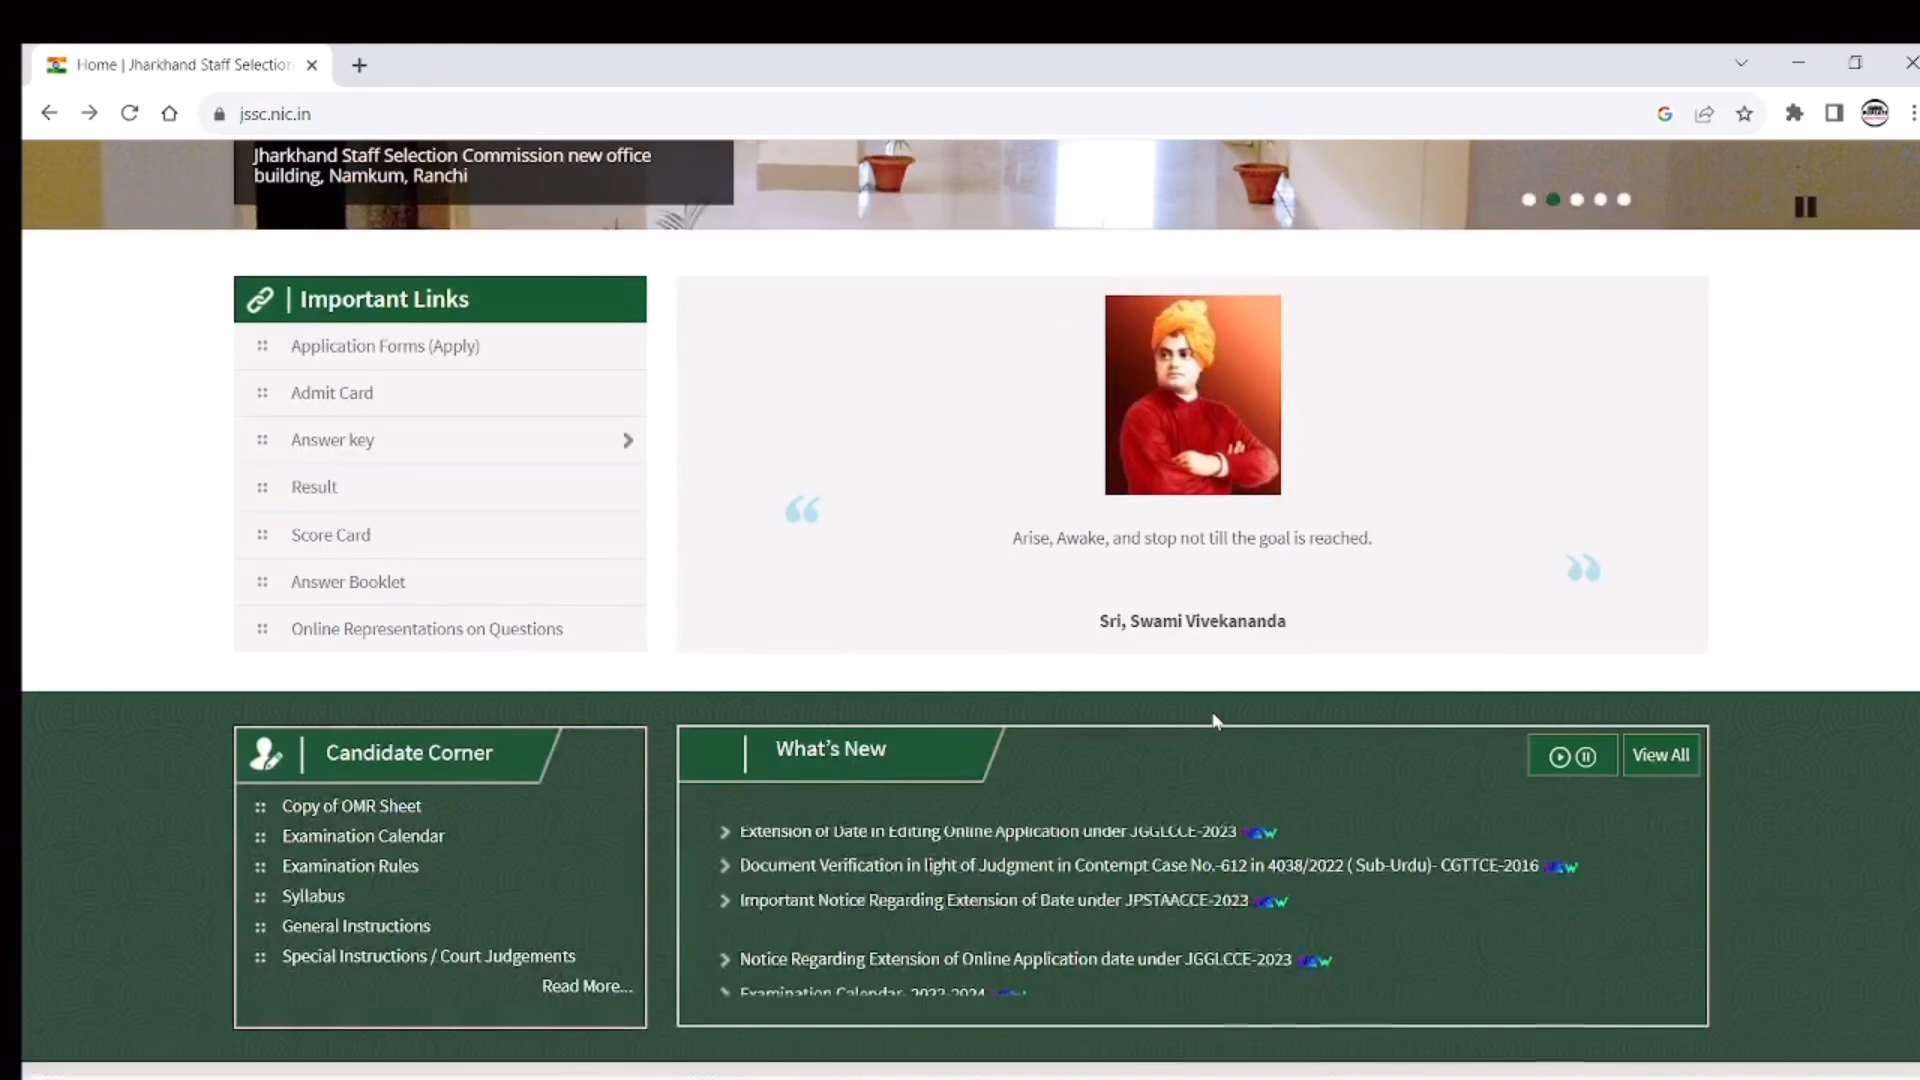 Home | Jharkhand Staff Selection
jssc.nic.in
Jharkhand Staff Selection Commission new office
building, Namkum, Ranchi
Important Links
Application Forms (Apply)
Admit Card
Answer key
Result
Score Card
Answer Booklet
Online Representations on Questions
Arise, Awake, and stop not till the goal is reached.
Sri, Swami Vivekananda
Candidate Corner
Copy of OMR Sheet
Examination Calendar
Examination Rules
Syllabus
General Instructions
Special Instructions / Court Judgements
Read More...
What's New
View All
Extension of Date in Editing Online Application under JGGLCCE-2023
Document Verification in light of Judgment in Contempt Case No.-612 in 4038/2022 ( Sub-Urdu)- CGTTCE-2016
Important Notice Regarding Extension of Date under JPSTAACCE-2023
Notice Regarding Extension of Online Application date under JGGLCCE-2023
Examination Calendar